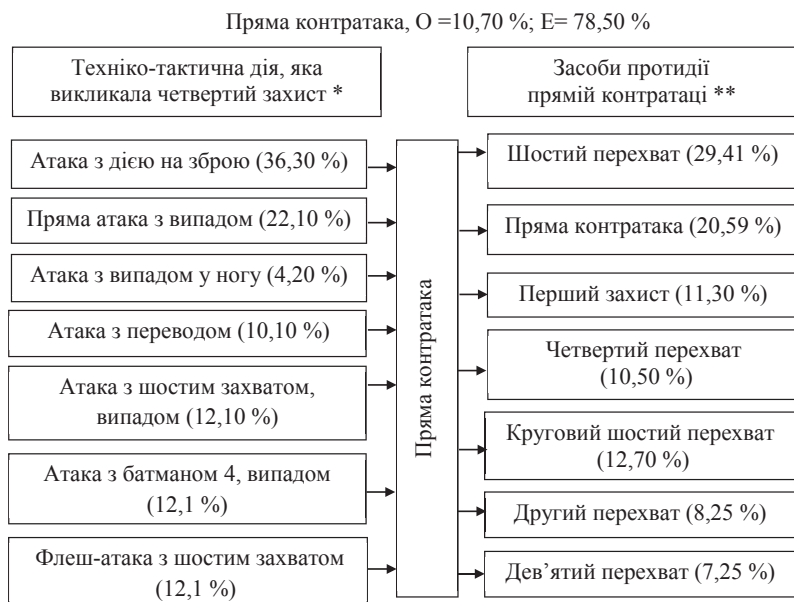 Пряма контратака, О =10,70 %; Е= 78,50 %
Техніко-тактична дія, яка
викликала четвертий захист *
Атака з дією на зброю (36,30 %)
Пряма атака з випадом (22,10 %)
Атака з випадом у ногу (4,20 %)
Атака з переводом (10,10 %)
Атака з шостим захватом,
випадом (12,10 %)
Атака з батманом 4, випадом
(12,1 %)
Флеш-атака з шостим захватом
(12,1 %)
Пряма контратака
Засоби протидії
прямій контратаці **
Шостий перехват (29,41 %)
Пряма контратака (20,59 %)
Перший захист (11,30 %)
Четвертий перехват
(10,50 %)
Круговий шостий перехват
(12,70 %)
Другий перехват (8,25 %)
Дев’ятий перехват (7,25 %)